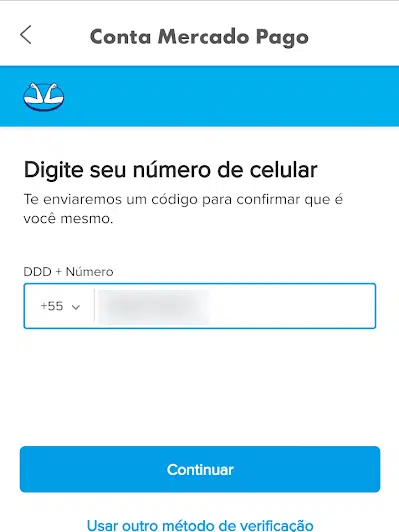 Conta Mercado Pago
Digite seu número de celular
Te enviaremos um código para confirmar que é
você mesmo.
DDD + Número
+55
Continuar
Usar outro método de verificação